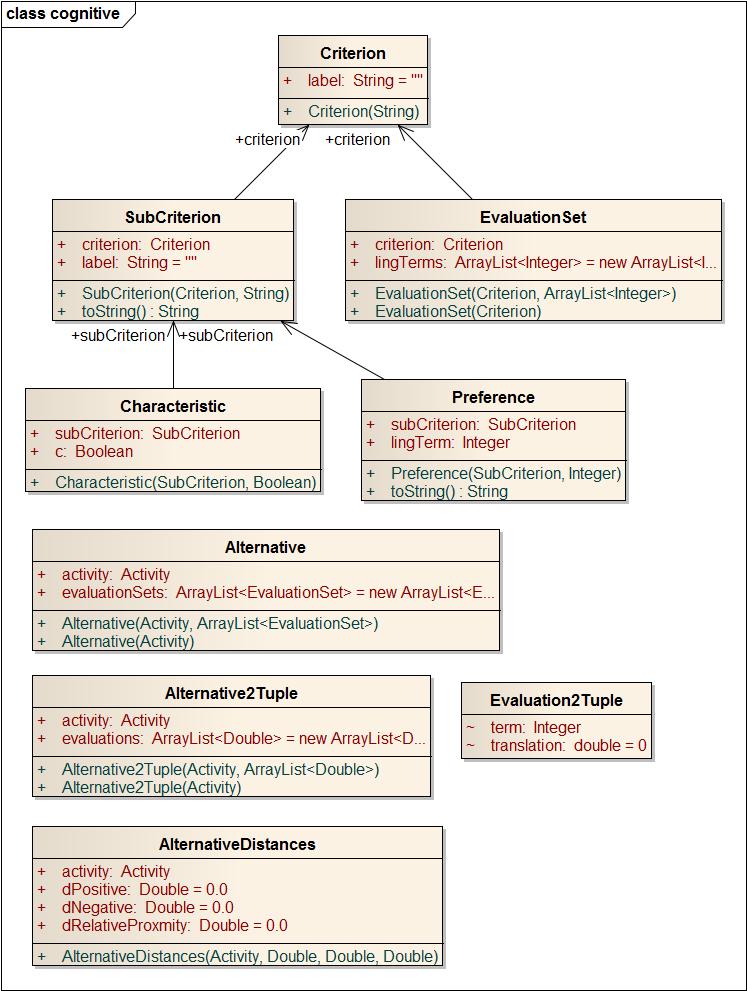 class cognitive
Criterion
+ label: String = ""
+ Criterion(String)
+criterion +criterion
SubCriterion
+ criterion: Criterion
+ label: String = ""
+ SubCriterion(Criterion, String)
+ toString() : String
EvaluationSet
+ criterion: Criterion
+ lingTerms: ArrayList<Integer> = new ArrayList<I...
+ EvaluationSet(Criterion, ArrayList<Integer>)
+ EvaluationSet(Criterion)
+subCriterion +subCriterion
Characteristic
+ subCriterion: SubCriterion
+ c: Boolean
+ Characteristic(SubCriterion, Boolean)
Preference
+ subCriterion: SubCriterion
+ lingTerm: Integer
+ Preference(SubCriterion, Integer)
+ toString() : String
Alternative
+ activity: Activity
+ evaluationSets: ArrayList<EvaluationSet> = new ArrayList<E...
+ Alternative(Activity, ArrayList<EvaluationSet>)
+ Alternative(Activity)
Alternative2Tuple
+ activity: Activity
+ evaluations: ArrayList<Double> = new ArrayList<D...
+ Alternative2Tuple(Activity, ArrayList<Double>)
+ Alternative2Tuple(Activity)
Evaluation2Tuple
~ term: Integer
~ translation: double = 0
AlternativeDistances
+ activity: Activity
+ dPositive: Double = 0.0
+ dNegative: Double = 0.0
+ dRelativeProxmity: Double = 0.0
+ AlternativeDistances(Activity, Double, Double, Double)